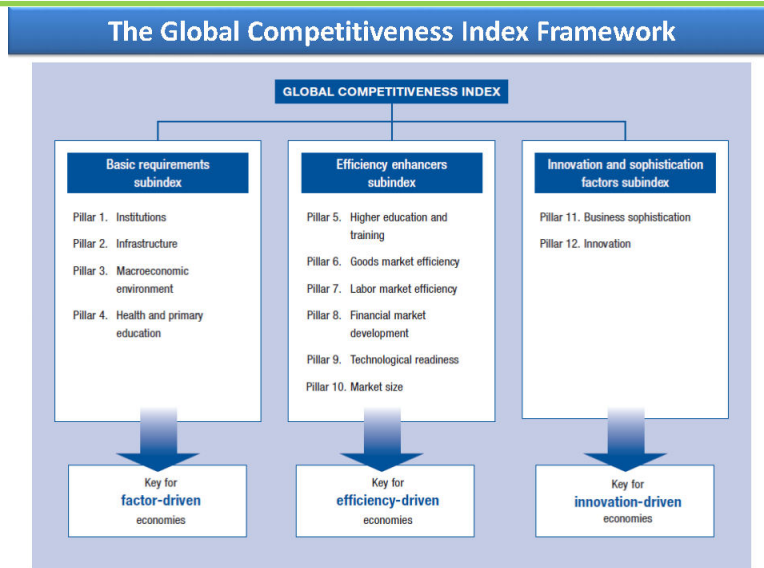 The Global Competitiveness Index Framework
GLOBAL COMPETITIVENESS INDEX
Basic requirements
subindex
Pillar 1. Institutions
Pillar 2. Infrastructure
Pillar 3. Macroeconomic
environment
Pillar 4. Health and primary
education
Key for
factor-driven
economies
Efficiency enhancers
subindex
Pillar 5. Higher education and
training
Pillar 6. Goods market efficiency
Pillar 7. Labor market efficiency
Pillar 8. Financial market
development
Pillar 9. Technological readiness
Pillar 10. Market size
Key for
efficiency-driven
economies
Innovation and sophistication
factors subindex
Pillar 11. Business sophistication
Pillar 12. Innovation
Key for
innovation-driven
economies